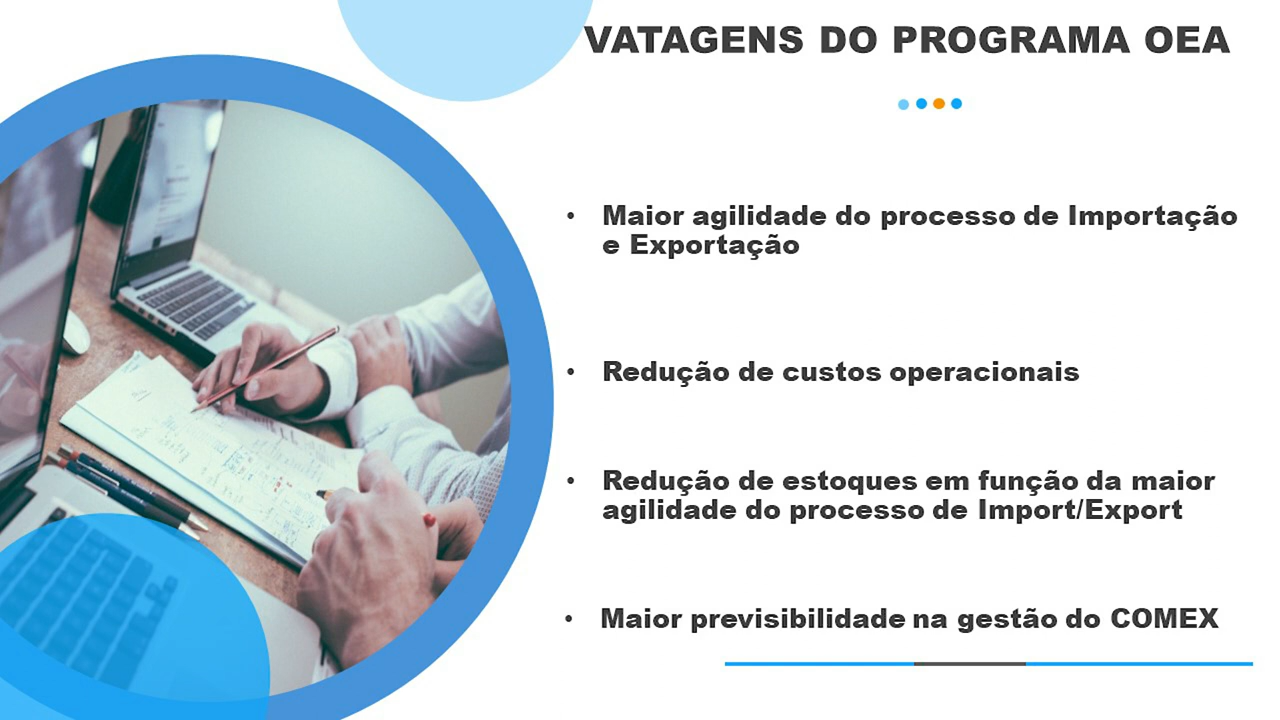 VATAGENS DO PROGRAMA OEA
• Maior agilidade do processo de Importação
e Exportação
• Redução de custos operacionais
• Redução de estoques em função da maior
agilidade do processo de Import/Export
• Maior previsibilidade na gestão do COMEX